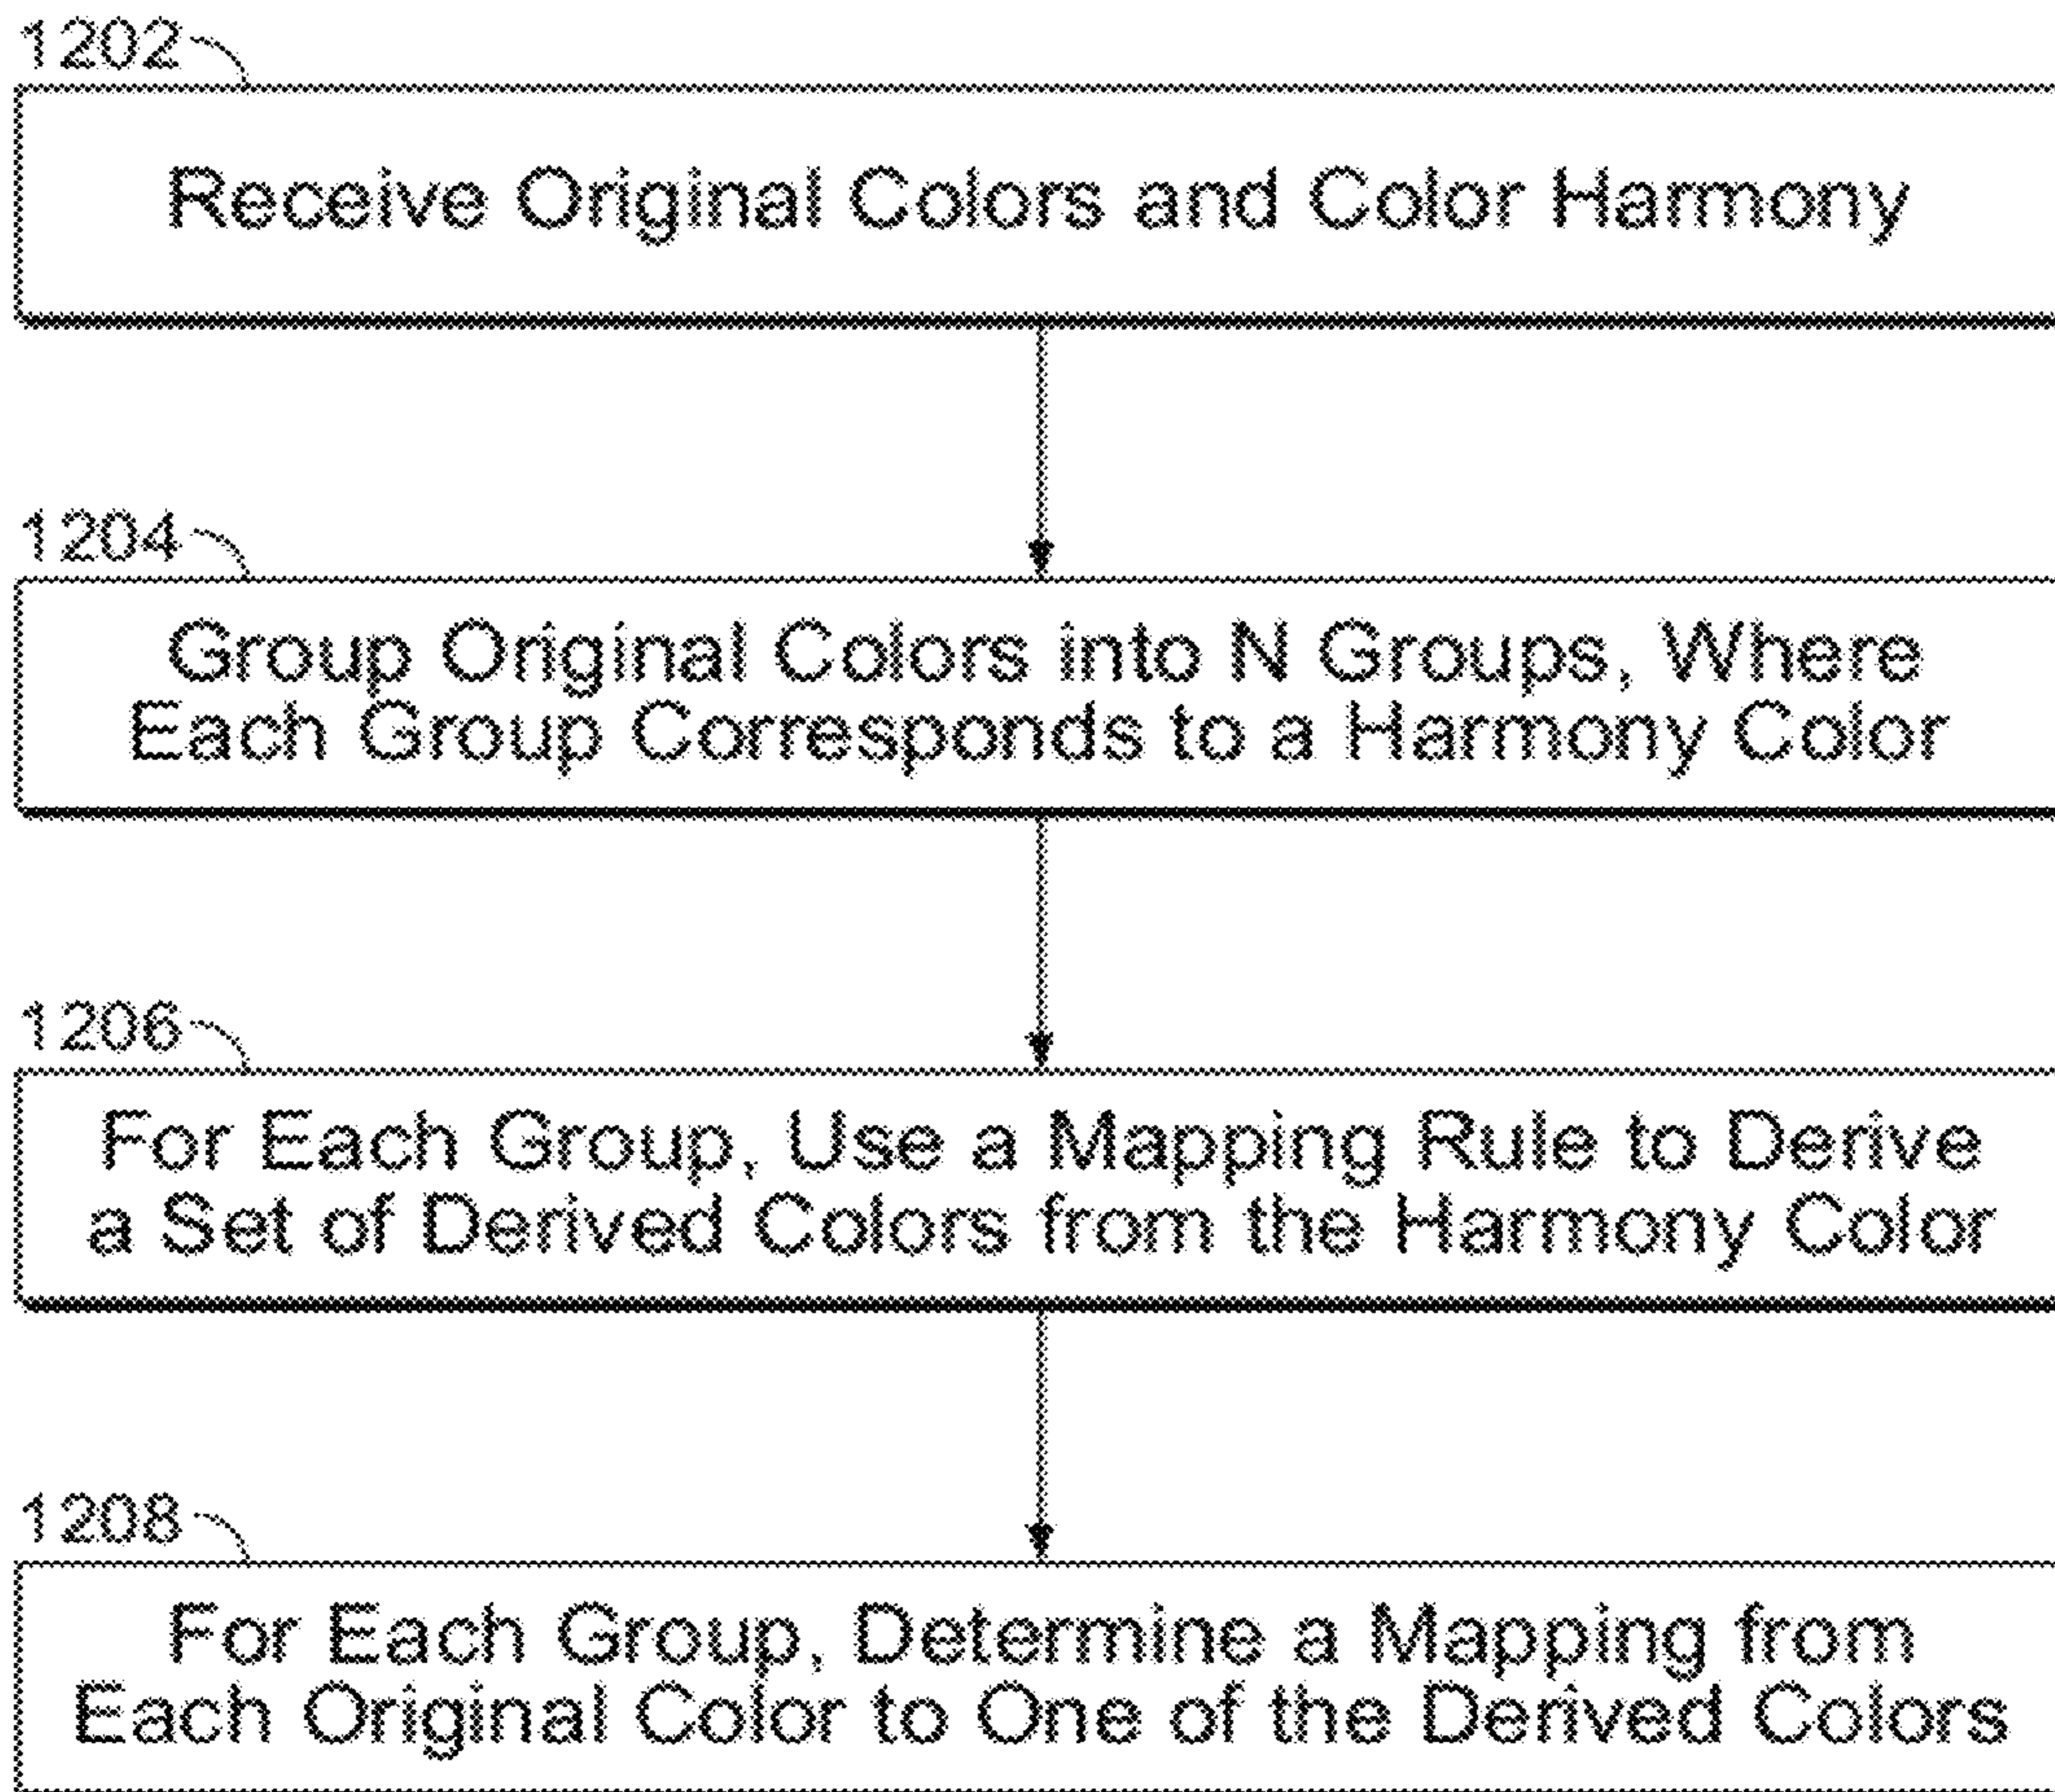 1202
Receive Original Colors and Color Harmony
1204
Group Original Colors into N Groups, Where
Each Group Corresponds to a Harmony Color
1206
For Each Group, Use a Mapping Rule to Derive
a Set of Derived Colors from the Harmony Color
1208
For Each Group, Determine a Mapping from
Each Original Color to One of the Derived Colors